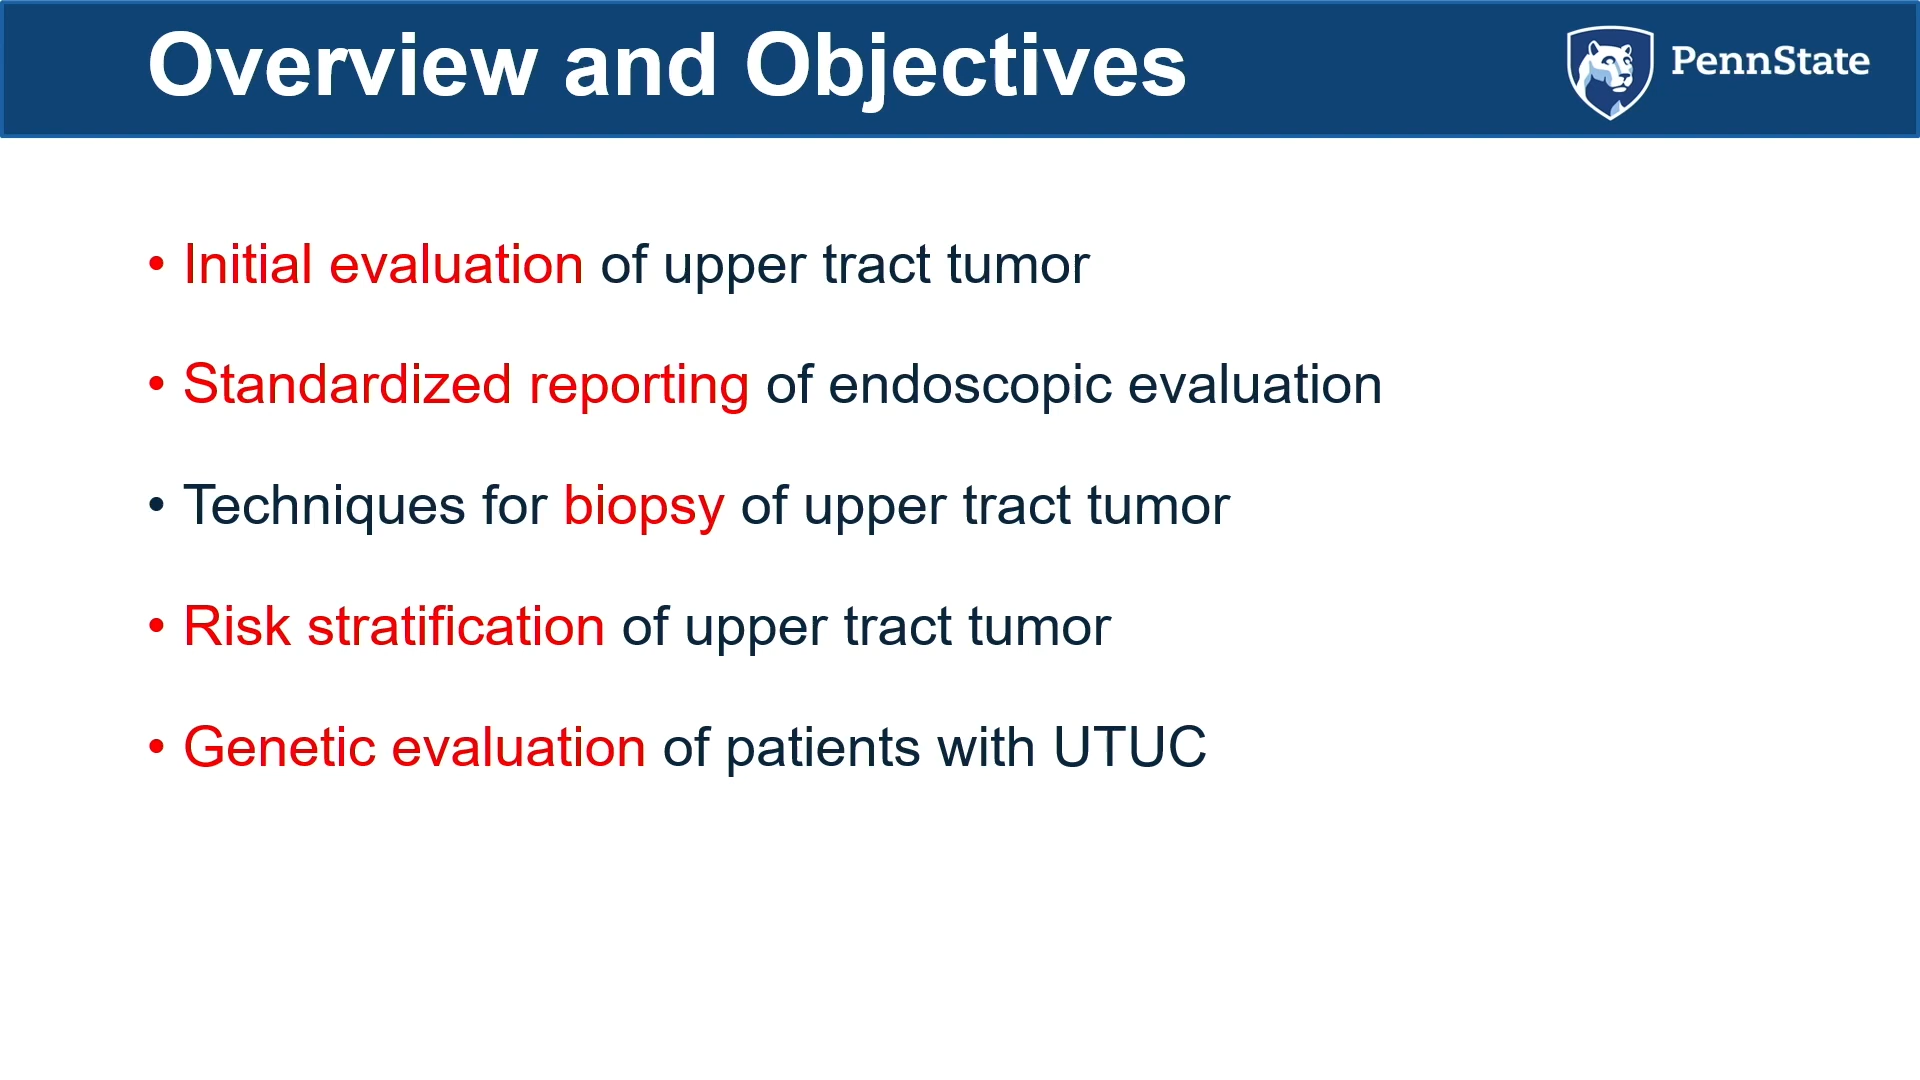 Overview and Objectives
PennState
• Initial evaluation of upper tract tumor
• Standardized reporting of endoscopic evaluation
• Techniques for biopsy of upper tract tumor
• Risk stratification of upper tract tumor
• Genetic evaluation of patients with UTUC